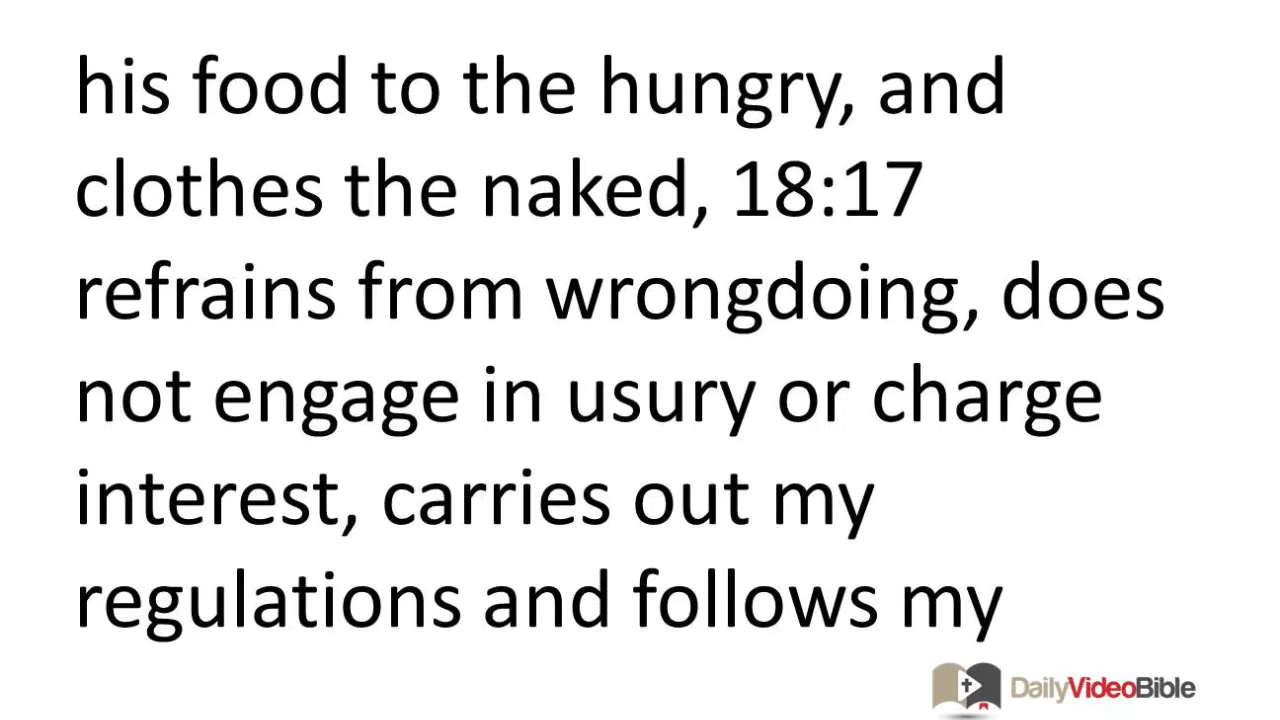 his food to the hungry, and
clothes the naked, 18:17
refrains from wrongdoing, does
not engage in usury or charge
interest, carries out my
regulations and follows my
DailyVideoBible